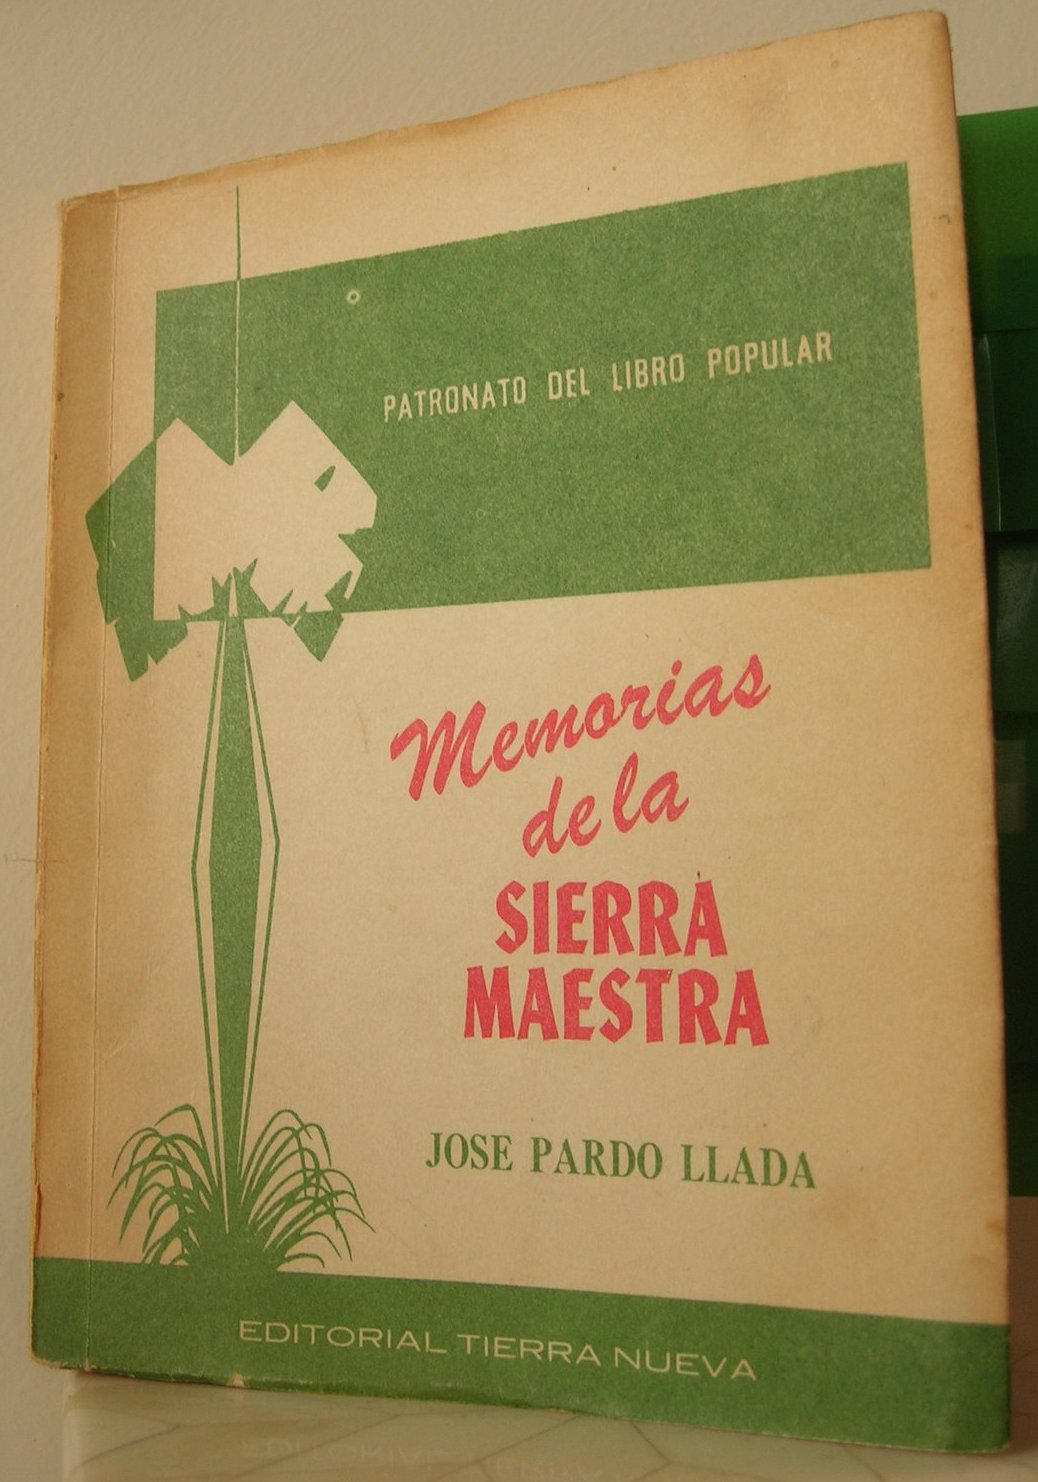 PATRONATO DEL LIBRO POPULAR
Memorias
de la
SIERRA
MAESTRA
JOSE PARDO LLADA
EDITORIAL TIERRA NUEVA